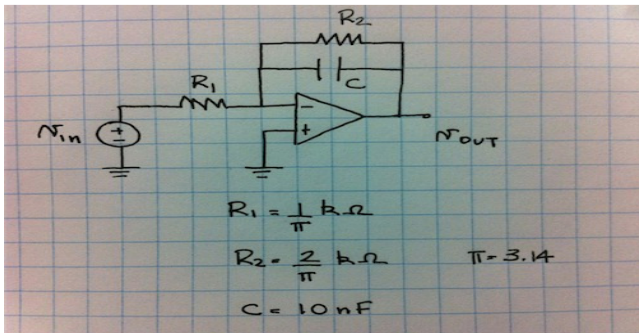 R2
C
R1
Vin
+
−
−
+
VOUT
R1 = 1/π kΩ
R2 = 2/π kΩ
π = 3.14
C = 10 nF